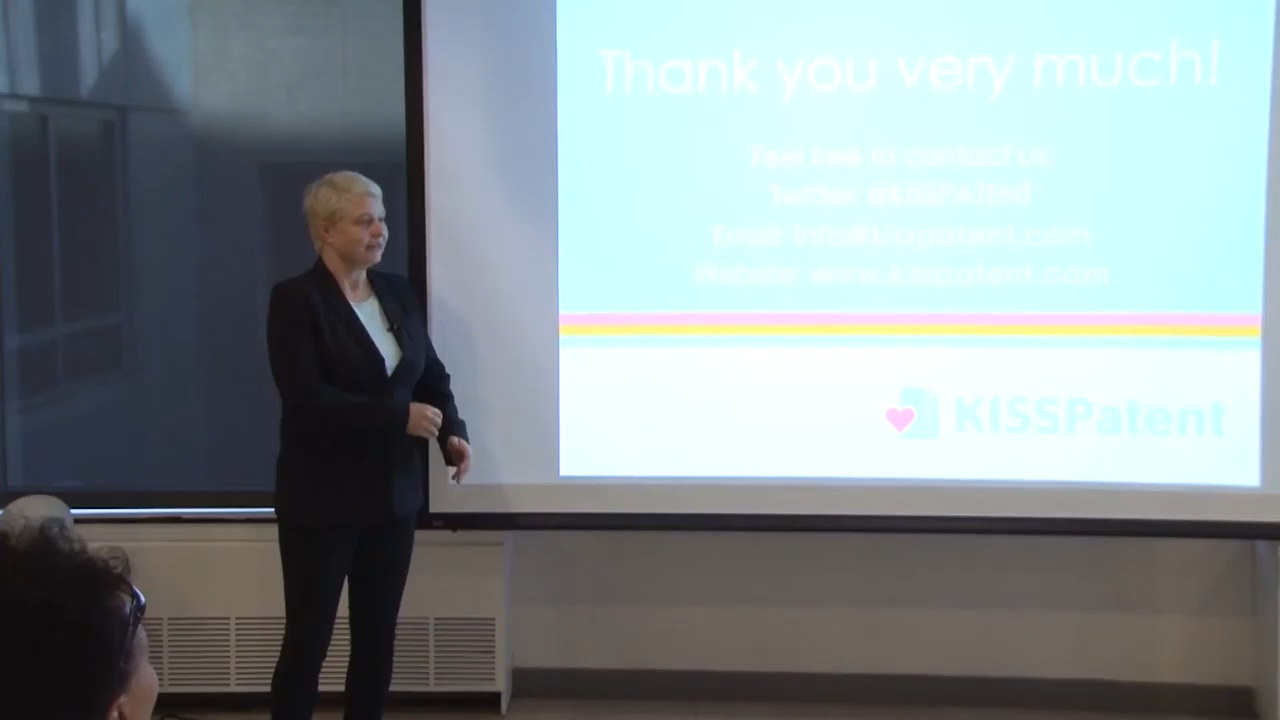 Thank you very much!
Feel free to contact us:
Twitter: @KISSPATENT
Email: info@kisspatent.com
Website: www.kisspatent.com
KISSPatent